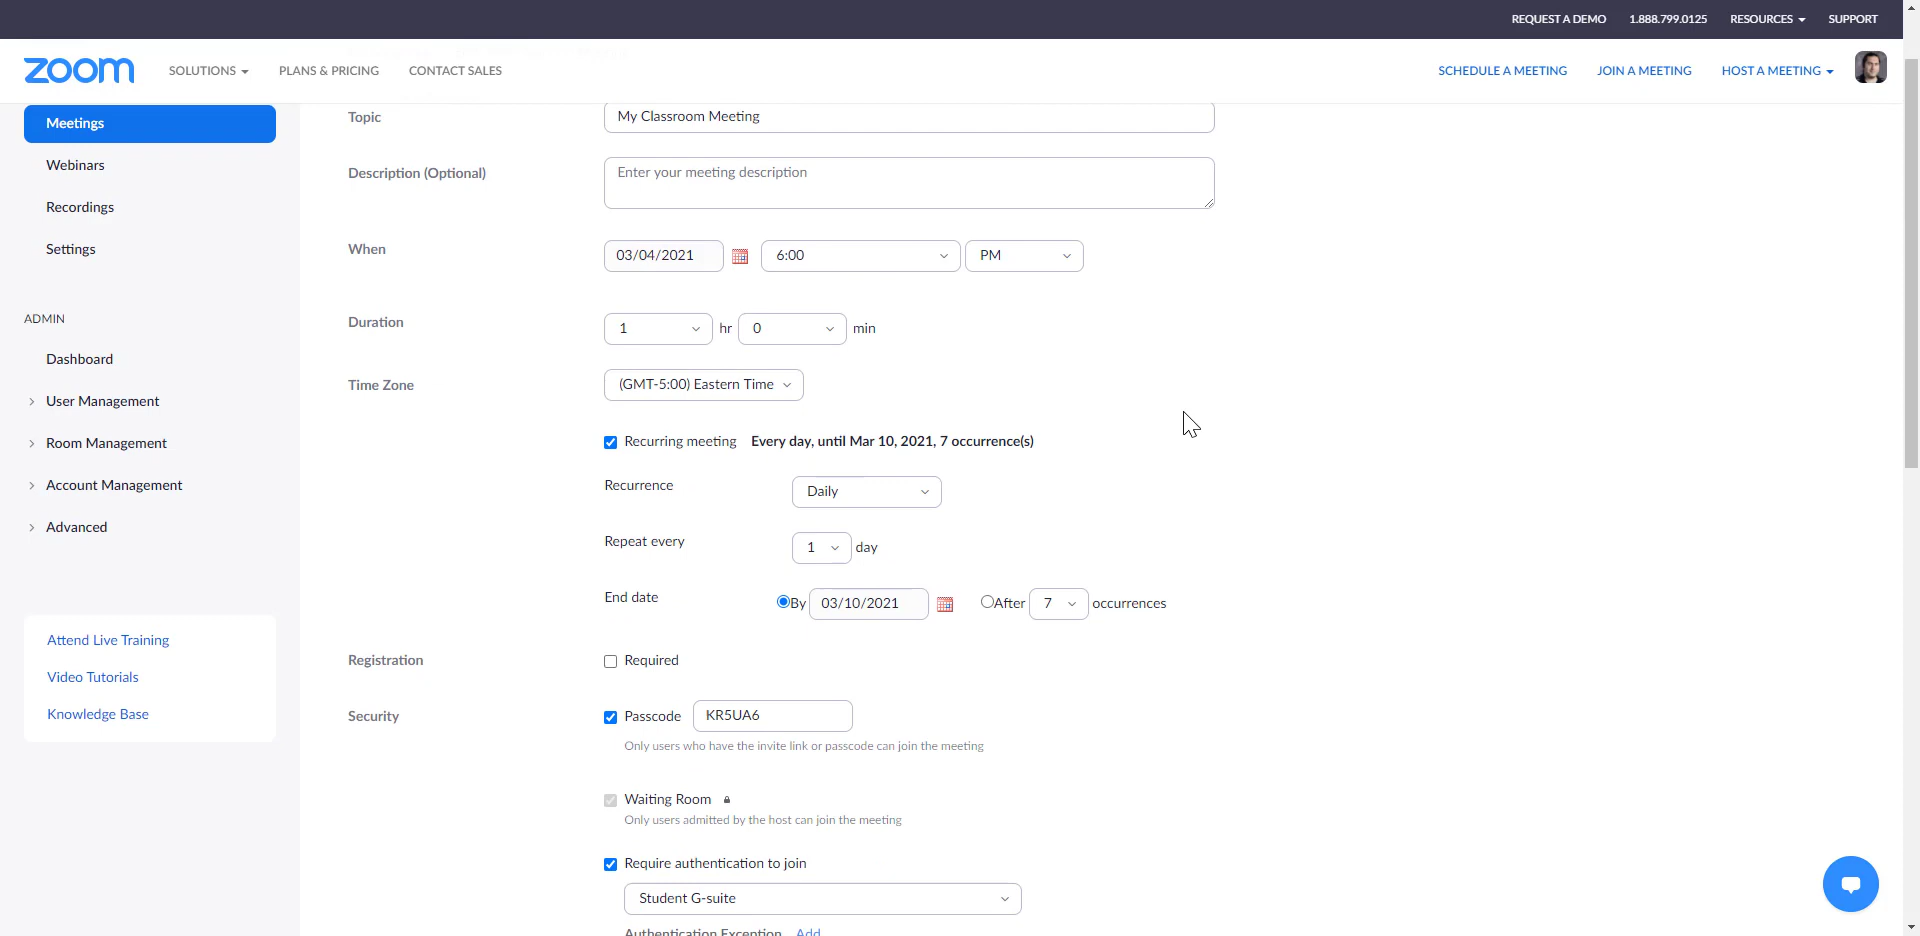 REQUEST A DEMO 1.888.799.0125 RESOURCES SUPPORT
zoom SOLUTIONS PLANS & PRICING CONTACT SALES SCHEDULE A MEETING JOIN A MEETING HOST A MEETING
Meetings
Webinars
Recordings
Settings
ADMIN
Dashboard
User Management
Room Management
Account Management
Advanced
Attend Live Training
Video Tutorials
Knowledge Base
Topic My Classroom Meeting
Description (Optional) Enter your meeting description
When 03/04/2021 6:00 PM
Duration 1 hr 0 min
Time Zone (GMT-5:00) Eastern Time
Recurring meeting Every day, until Mar 10, 2021, 7 occurrence(s)
Recurrence Daily
Repeat every 1 day
End date By 03/10/2021 After 7 occurrences
Registration Required
Security Passcode KR5UA6
Only users who have the invite link or passcode can join the meeting
Waiting Room
Only users admitted by the host can join the meeting
Require authentication to join
Student G-suite
Authentication Exception Add